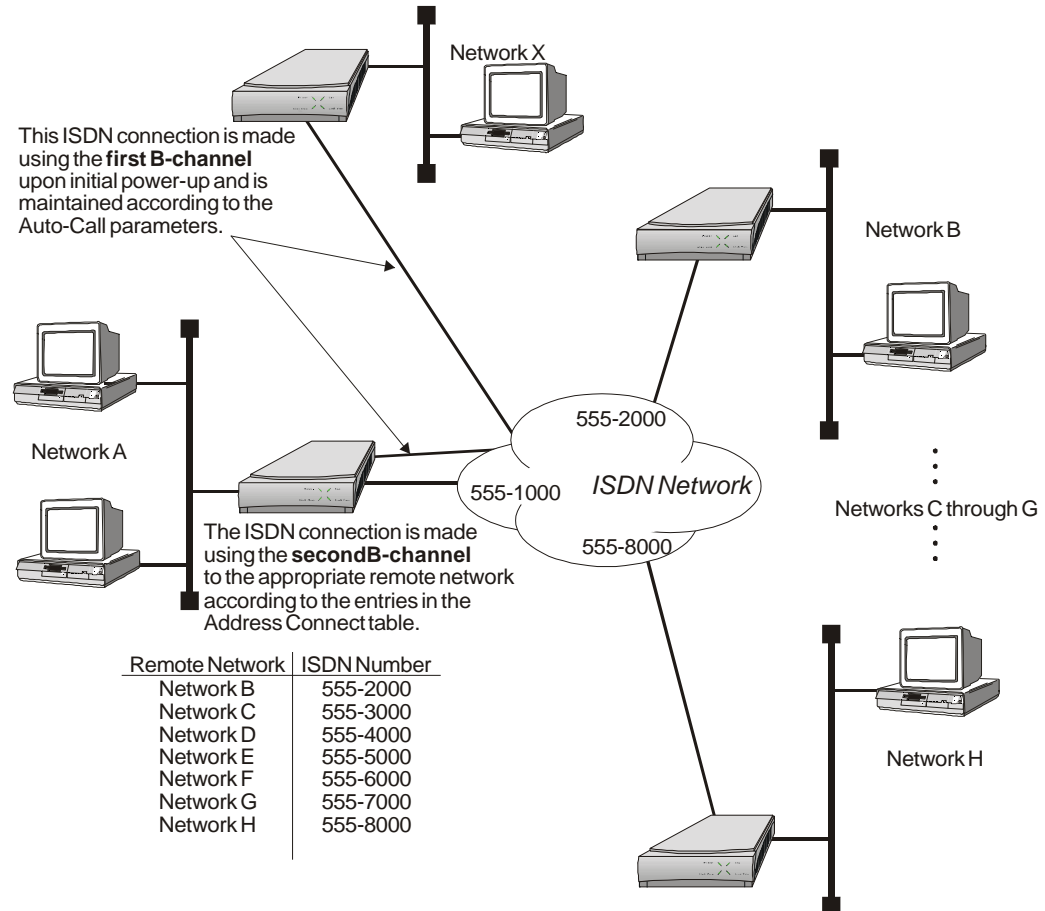 Network X
This ISDN connection is made
using the first B-channel
upon initial power-up and is
maintained according to the
Auto-Call parameters.
Network B
Network A
555-2000
555-1000
ISDN Network
555-8000
Networks C through G
The ISDN connection is made
using the secondB-channel
to the appropriate remote network
according to the entries in the
Address Connect table.
Remote Network ISDN Number
Network B 555-2000
Network C 555-3000
Network D 555-4000
Network E 555-5000
Network F 555-6000
Network G 555-7000
Network H 555-8000
Network H